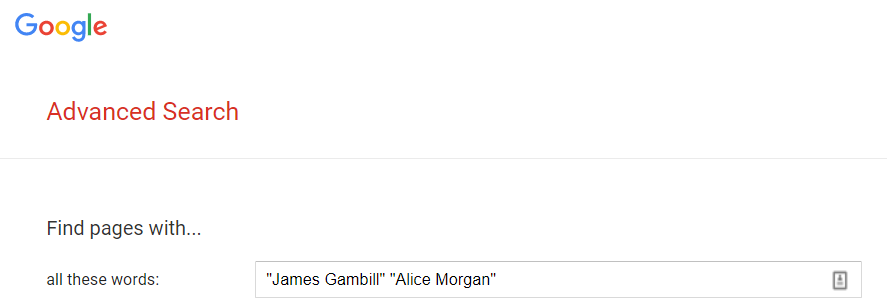 Google
Advanced Search
Find pages with...
all these words: "James Gambill" "Alice Morgan"